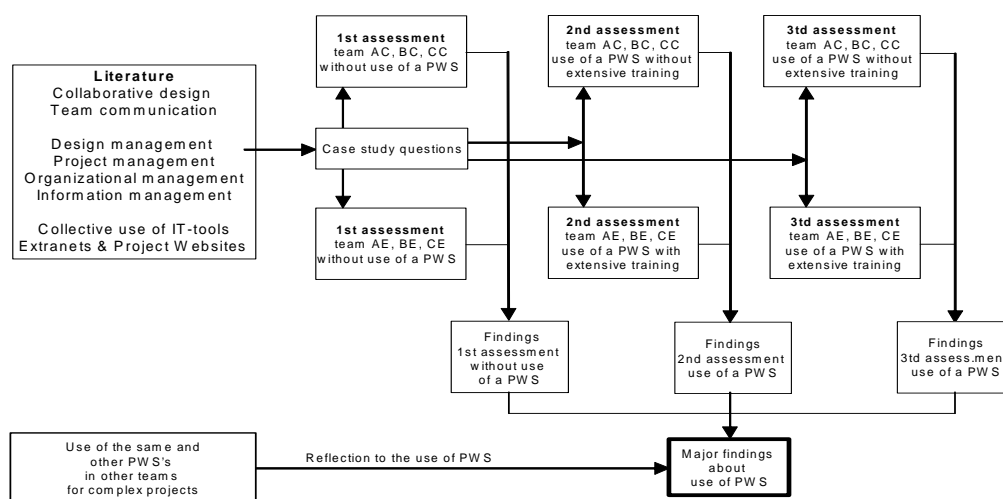 Literature
Collaborative design
Team communication
Design management
Project management
Organizational management
Information management
Collective use of IT-tools
Extranets & Project Websites
1st assessment
team AC, BC, CC
without use of a PWS
Case study questions
1st assessment
team AE, BE, CE
without use of a PWS
2nd assessment
team AC, BC, CC
use of a PWS without
extensive training
2nd assessment
team AE, BE, CE
use of a PWS with
extensive training
3td assessment
team AC, BC, CC
use of a PWS without
extensive training
3td assessment
team AE, BE, CE
use of a PWS with
extensive training
Findings
1st assessment
without use
of a PWS
Findings
2nd assessment
use of a PWS
Findings
3td assess.men
use of a PWS
Use of the same and
other PWS's
in other teams
for complex projects
Reflection to the use of PWS
Major findings
about
use of PWS